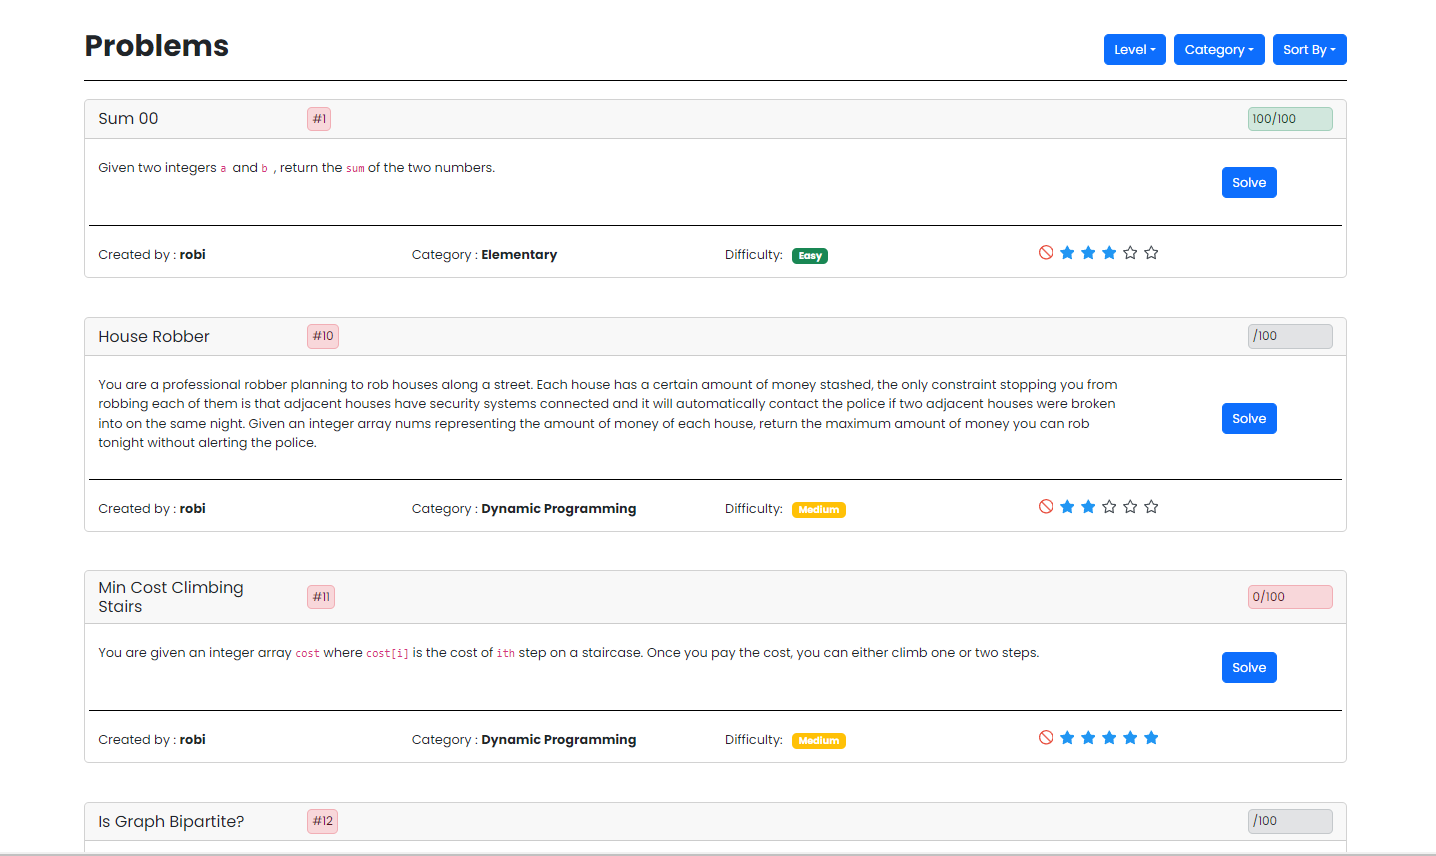 Problems
Level
Category
Sort By
Sum 00
#1
100/100
Given two integers a and b , return the sum of the two numbers.
Solve
Created by : robi
Category : Elementary
Difficulty: Easy
House Robber
#10
/100
You are a professional robber planning to rob houses along a street. Each house has a certain amount of money stashed, the only constraint stopping you from
robbing each of them is that adjacent houses have security systems connected and it will automatically contact the police if two adjacent houses were broken
into on the same night. Given an integer array nums representing the amount of money of each house, return the maximum amount of money you can rob
tonight without alerting the police.
Solve
Created by : robi
Category : Dynamic Programming
Difficulty: Medium
Min Cost Climbing
Stairs
#11
0/100
You are given an integer array cost where cost[i] is the cost of ith step on a staircase. Once you pay the cost, you can either climb one or two steps.
Solve
Created by : robi
Category : Dynamic Programming
Difficulty: Medium
Is Graph Bipartite?
#12
/100